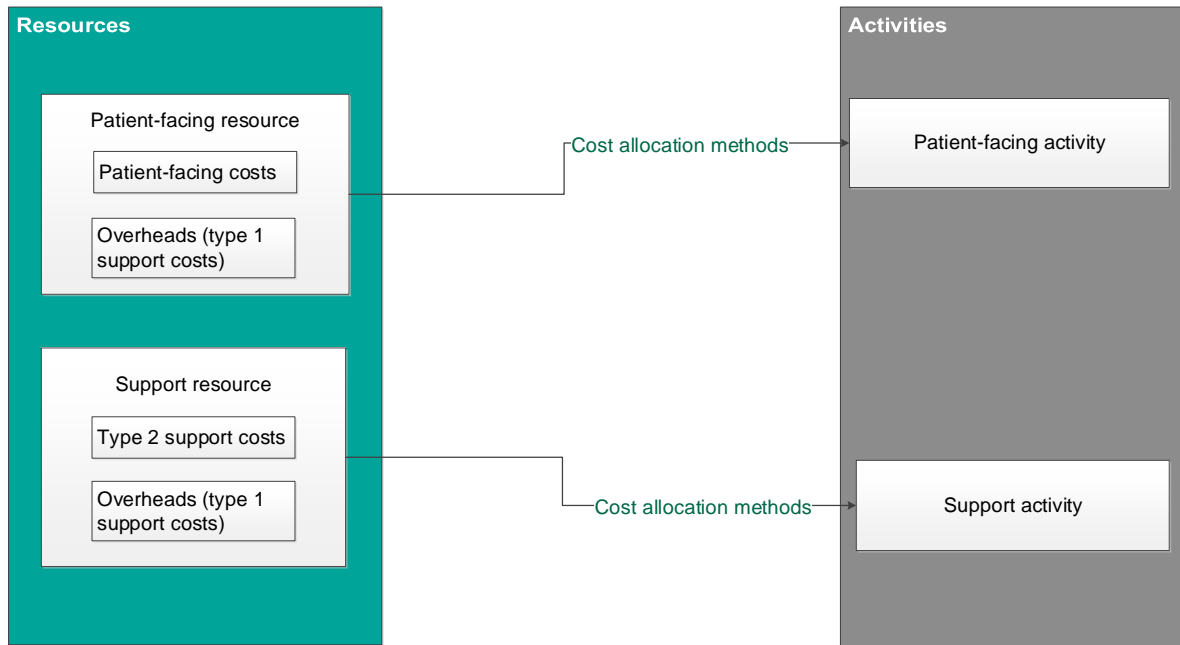 Resources
Patient-facing resource
Patient-facing costs
Overheads (type 1
support costs)
Support resource
Type 2 support costs
Overheads (type 1
support costs)
Cost allocation methods
Cost allocation methods
Activities
Patient-facing activity
Support activity